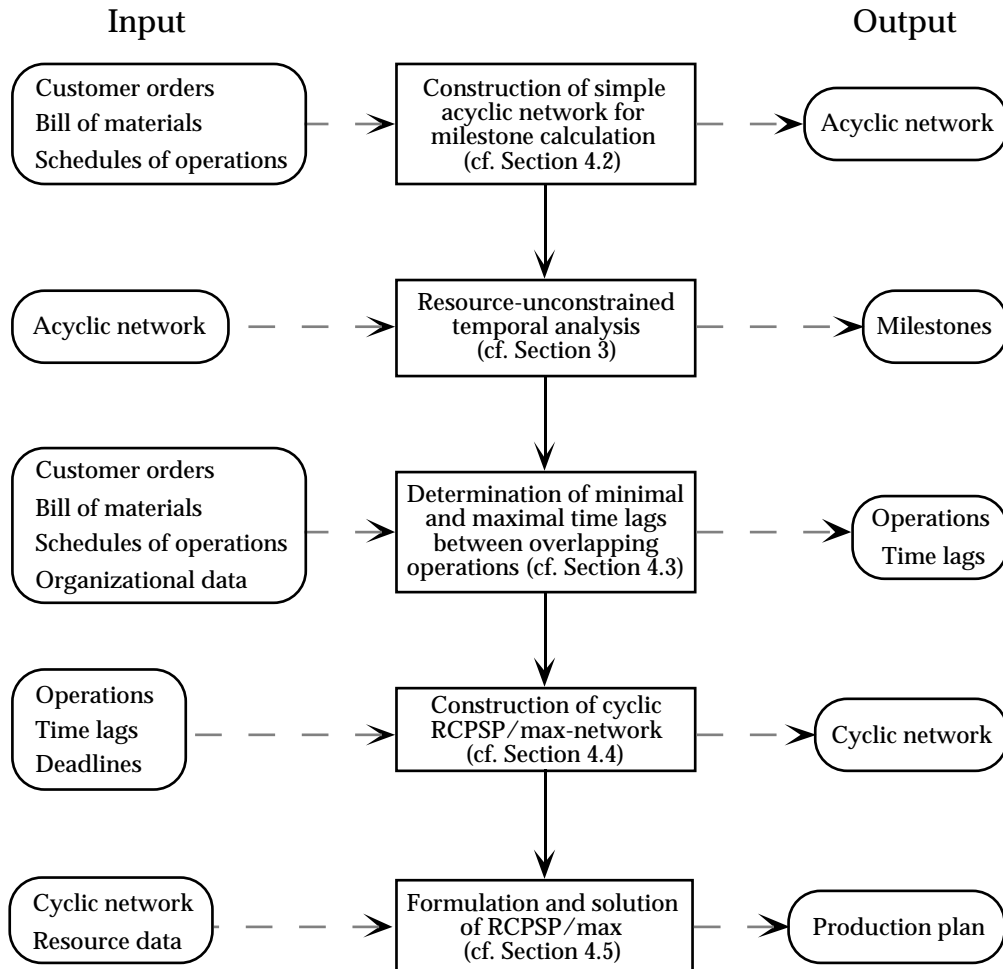 Input
Output
Customer orders
Bill of materials
Schedules of operations
Construction of simple
acyclic network for
milestone calculation
(cf. Section 4.2)
Acyclic network
Acyclic network
Resource-unconstrained
temporal analysis
(cf. Section 3)
Milestones
Customer orders
Bill of materials
Schedules of operations
Organizational data
Determination of minimal
and maximal time lags
between overlapping
operations (cf. Section 4.3)
Operations
Time lags
Operations
Time lags
Deadlines
Construction of cyclic
RCPSP/max-network
(cf. Section 4.4)
Cyclic network
Cyclic network
Resource data
Formulation and solution
of RCPSP/max
(cf. Section 4.5)
Production plan